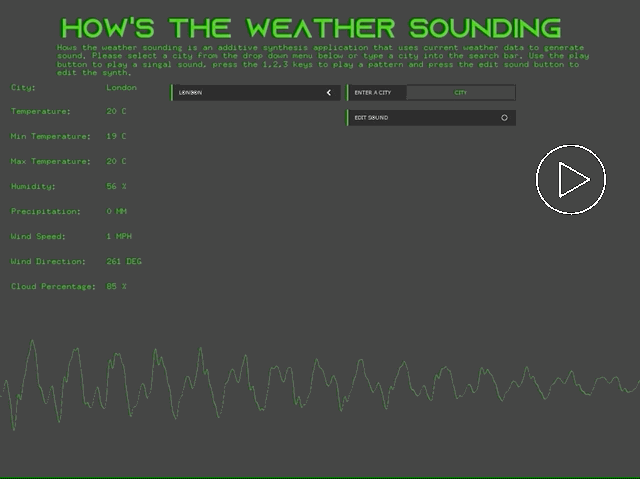 HOW'S THE WEATHER SOUNDING
Hows the weather sounding is an additive synthesis application that uses current weather data to generate
sound. Please select a city from the drop down menu below or type a city into the search bar. Use the play
button to play a singal sound. press the 1,2,3 keys to play a pattern and press the edit sound button to
edit the synth.
City: London
LONDON
ENTER A CITY CITY
Temperature: 20 C
EDIT SOUND
Min Temperature: 19 C
Max Temperature: 20 C
Humidity: 56 %
Precipitation: 0 MM
Wind Speed: 1 MPH
Wind Direction: 261 DEG
Cloud Percentage: 85 %